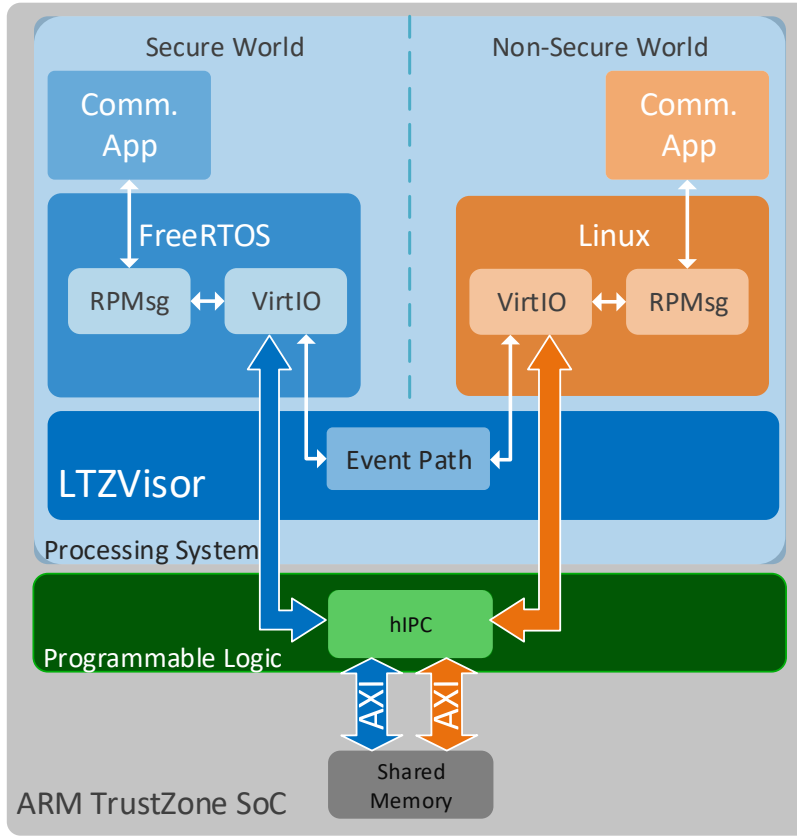 Secure World
Non-Secure World
Comm.
App
Comm.
App
FreeRTOS
Linux
RPMsg
VirtIO
VirtIO
RPMsg
Event Path
LTZVisor
Processing System
hIPC
Programmable Logic
AXI
AXI
Shared
Memory
ARM TrustZone SoC